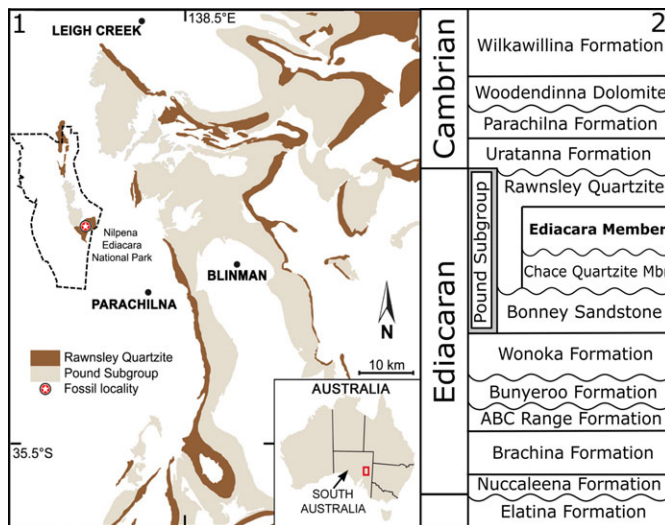 1
138.5°E
LEIGH CREEK
Nilpena
Ediacara
National Park
BLINMAN
PARACHILNA
N
Rawnsley Quartzite
Pound Subgroup
Fossil locality
10 km
AUSTRALIA
35.5°S
SOUTH
AUSTRALIA
2
Cambrian
Wilkawillina Formation
Woodendinna Dolomite
Parachilna Formation
Uratanna Formation
Ediacaran
Pound Subgroup
Rawnsley Quartzite
Ediacara Member
Chace Quartzite Mbr
Bonney Sandstone
Wonoka Formation
Bunyeroo Formation
ABC Range Formation
Brachina Formation
Nuccaleena Formation
Elatina Formation